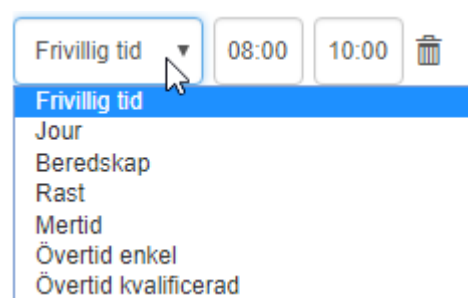 Frivillig tid 08:00 10:00
Frivillig tid
Jour
Beredskap
Rast
Mertid
Övertid enkel
Övertid kvalificerad